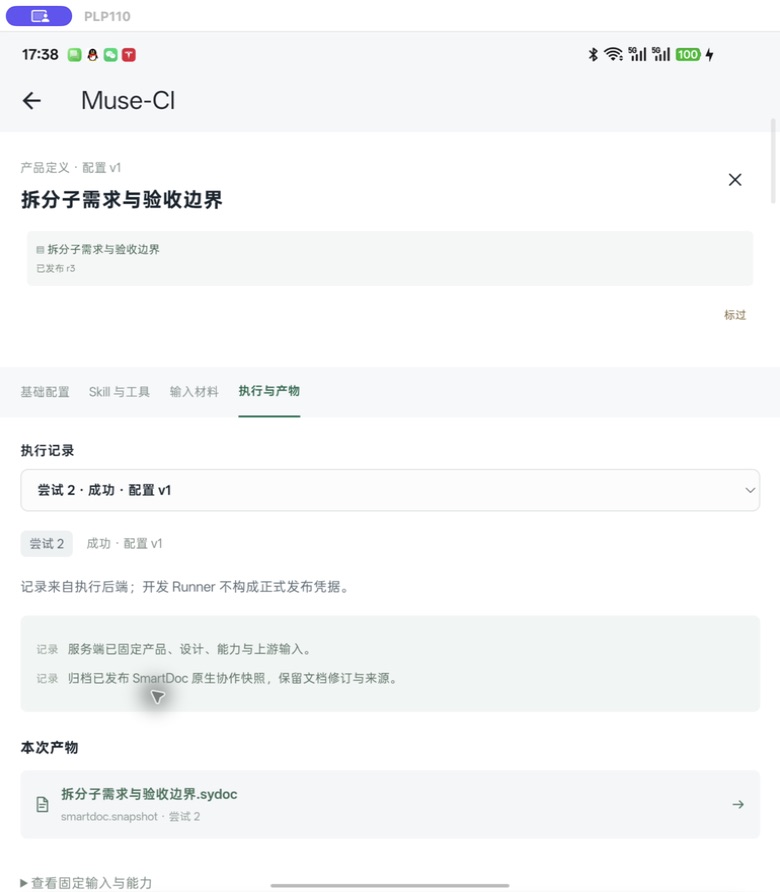 PLP110
17:38
5G 5G 100
Muse-CI
产品定义 · 配置 v1
拆分子需求与验收边界
拆分子需求与验收边界
已发布 r3
标过
基础配置 Skill 与工具 输入材料 执行与产物
执行记录
尝试 2 · 成功 · 配置 v1
尝试 2 成功 · 配置 v1
记录来自执行后端；开发 Runner 不构成正式发布凭据。
记录 服务端已固定产品、设计、能力与上游输入。
记录 归档已发布 SmartDoc 原生协作快照，保留文档修订与来源。
本次产物
拆分子需求与验收边界.sydoc
smartdoc.snapshot · 尝试 2
查看固定输入与能力